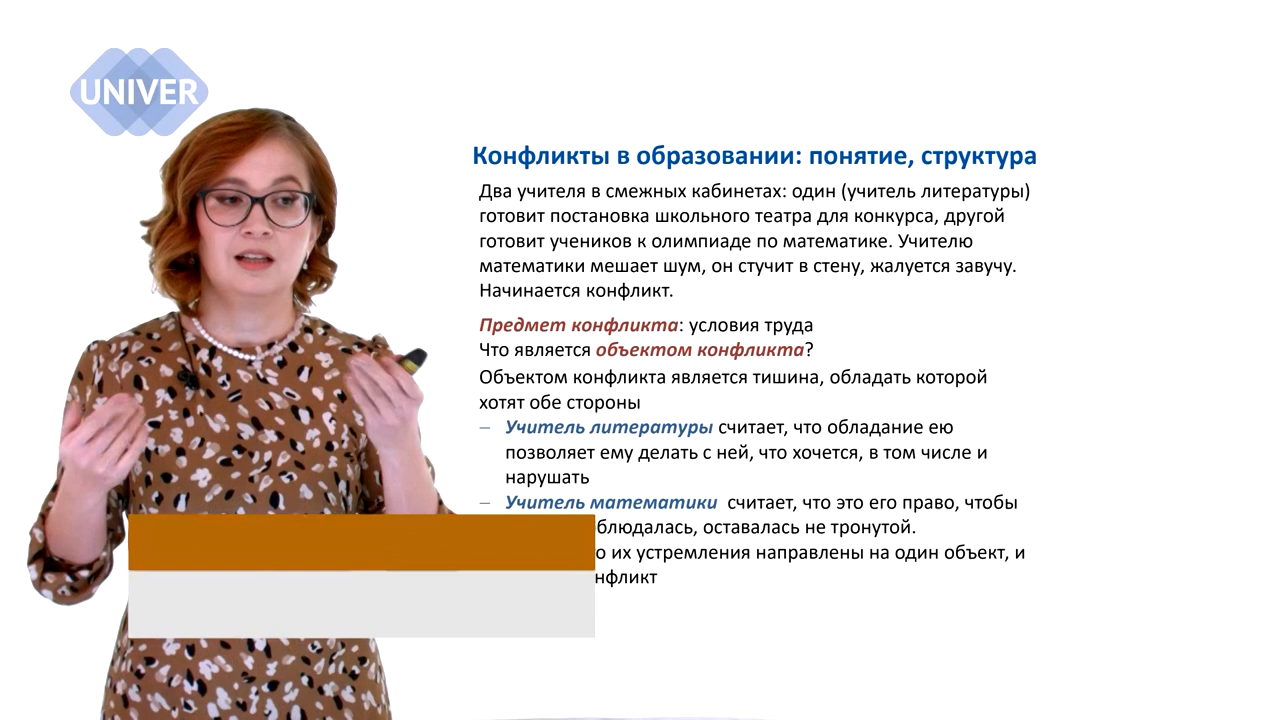 UNIVER
Конфликты в образовании: понятие, структура
Два учителя в смежных кабинетах: один (учитель литературы)
готовит постановка школьного театра для конкурса, другой
готовит учеников к олимпиаде по математике. Учителю
математики мешает шум, он стучит в стену, жалуется завучу.
Начинается конфликт.
Предмет конфликта: условия труда
Что является объектом конфликта?
Объектом конфликта является тишина, обладать которой
хотят обе стороны
– Учитель литературы считает, что обладание ею
позволяет ему делать с ней, что хочется, в том числе и
нарушать
– Учитель математики считает, что это его право, чтобы
оставалась не тронутой.
их устремления направлены на один объект, и